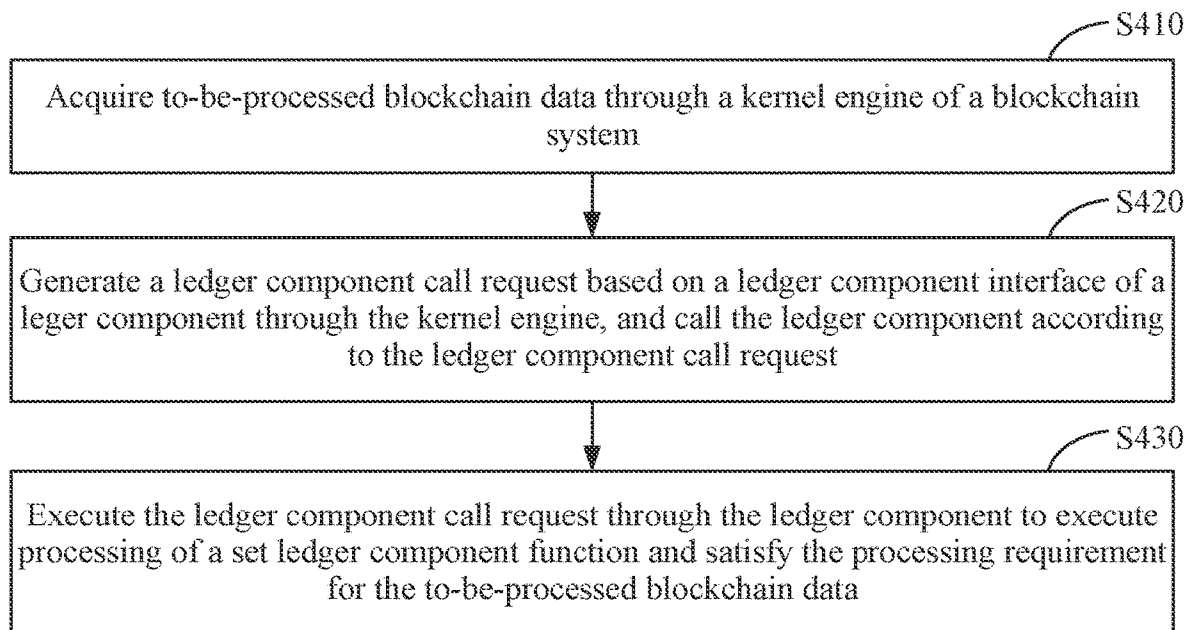 S410
Acquire to-be-processed blockchain data through a kernel engine of a blockchain
system
S420
Generate a ledger component call request based on a ledger component interface of a
leger component through the kernel engine, and call the ledger component according
to the ledger component call request
S430
Execute the ledger component call request through the ledger component to execute
processing of a set ledger component function and satisfy the processing requirement
for the to-be-processed blockchain data